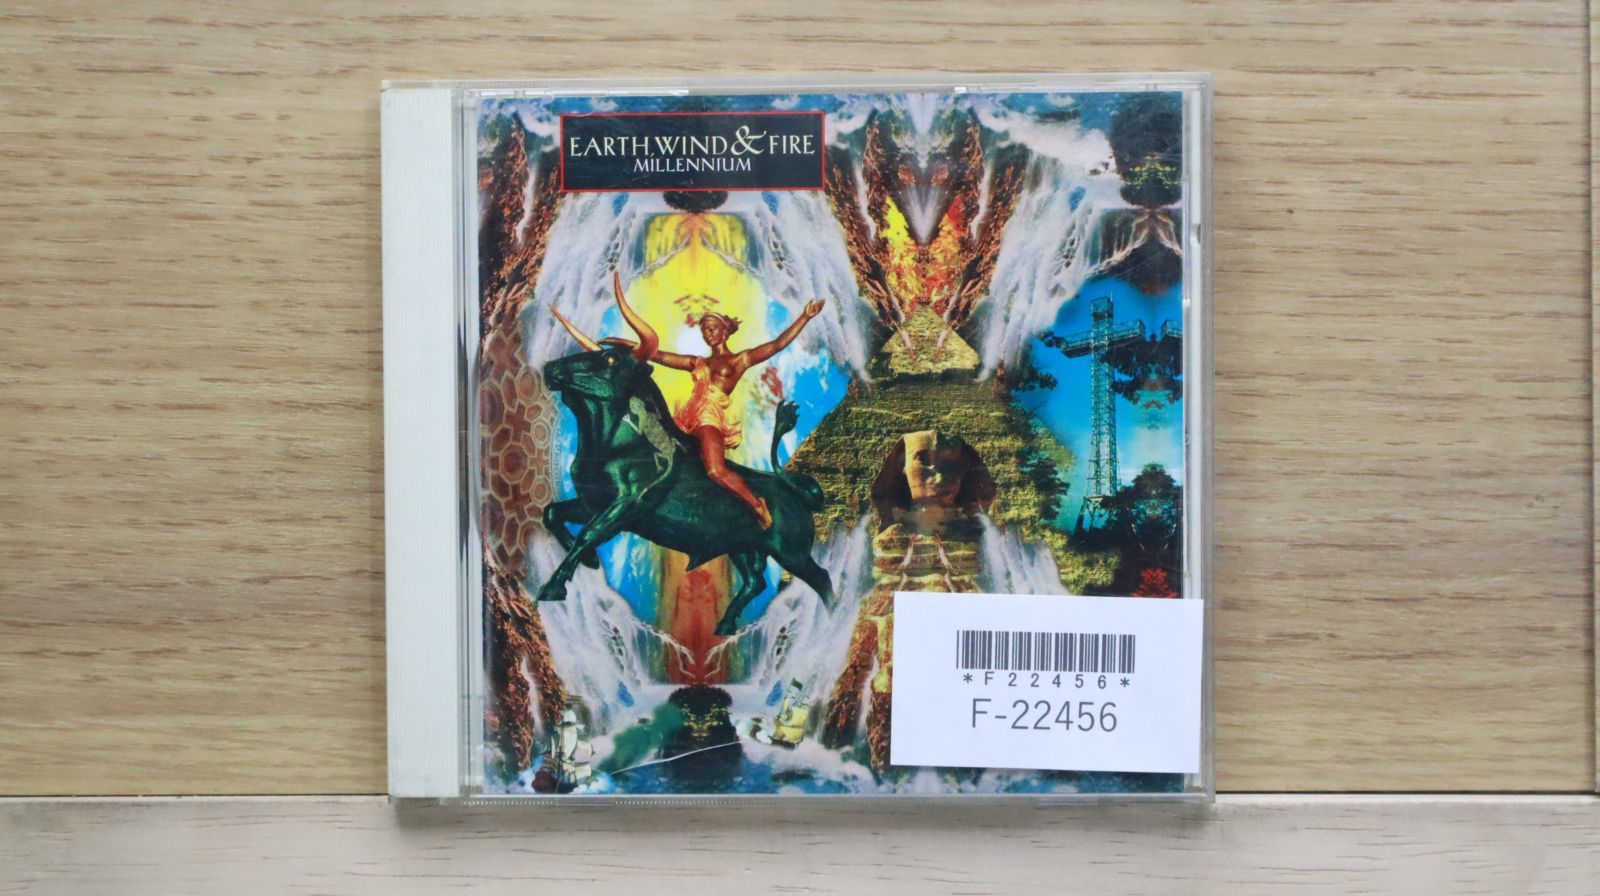 EARTH, WIND & FIRE
MILLENNIUM
*F22456*
F-22456